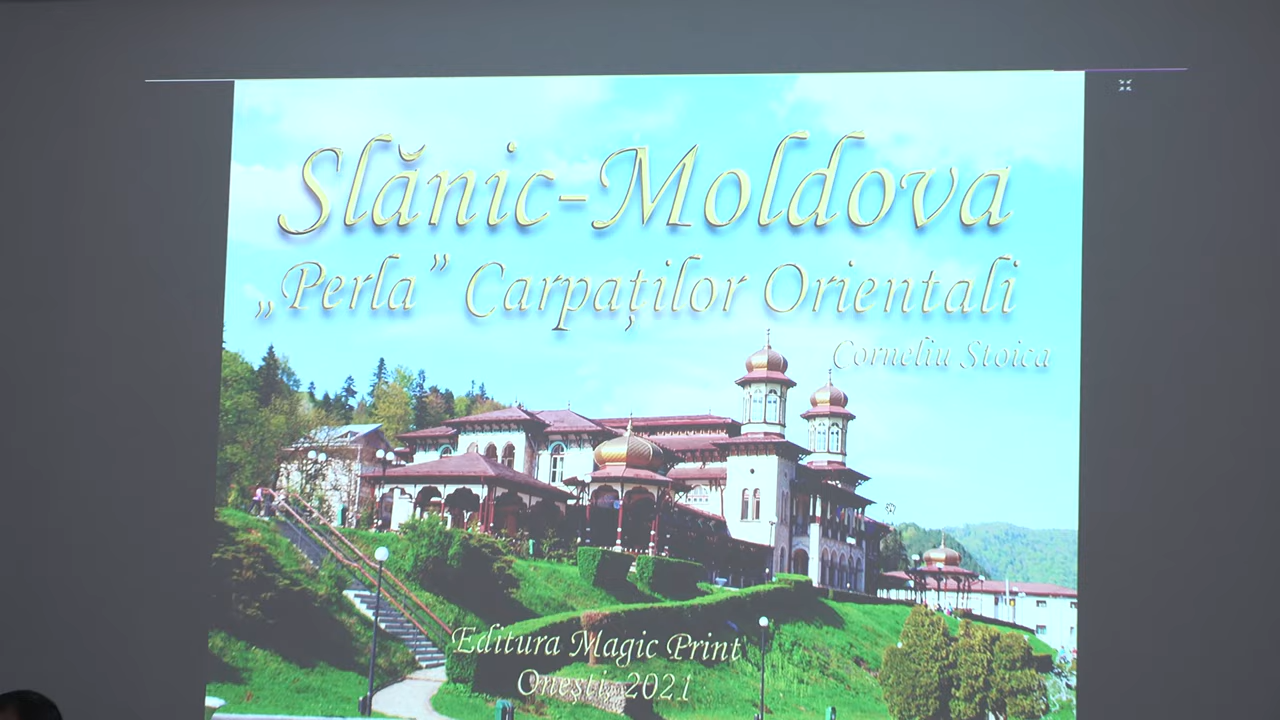 Slănic-Moldova
„Perla” Carpaților Orientali
Corneliu Stoica
Editura Magic Print
Onești, 2021